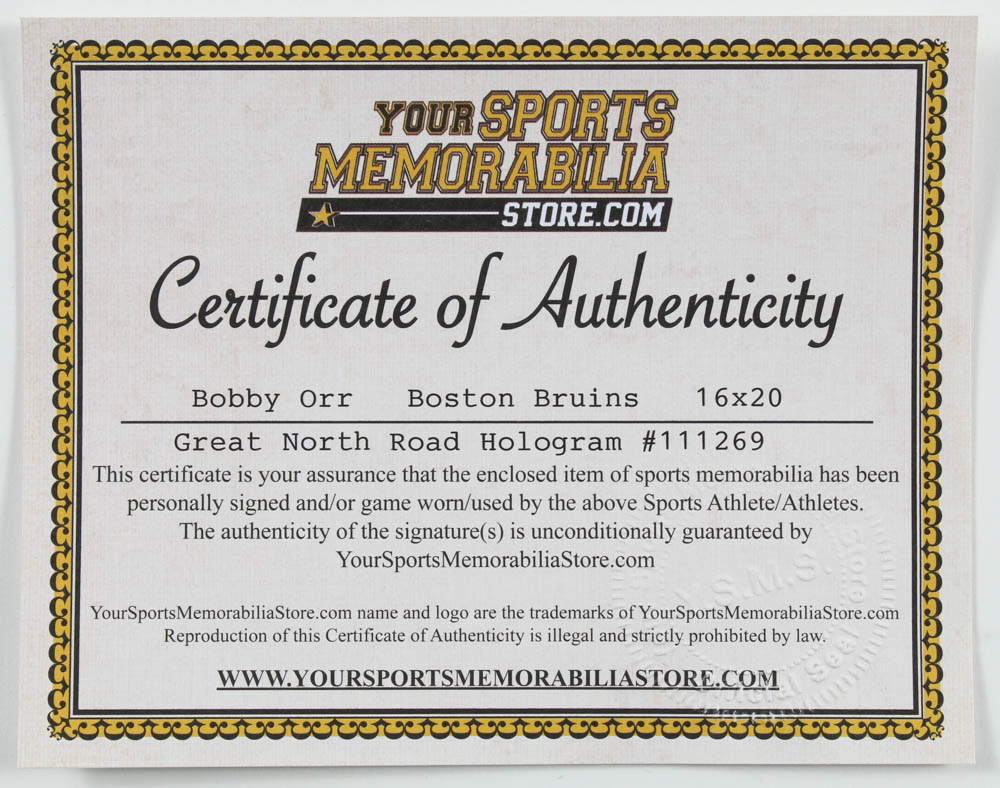 YOUR SPORTS
MEMORABILIA
STORE.COM
Certificate of Authenticity
Bobby Orr Boston Bruins 16x20
Great North Road Hologram #111269
This certificate is your assurance that the enclosed item of sports memorabilia has been
personally signed and/or game worn/used by the above Sports Athlete/Athletes.
The authenticity of the signature(s) is unconditionally guaranteed by
YourSportsMemorabiliaStore.com
YourSportsMemorabiliaStore.com name and logo are the trademarks of YourSportsMemorabiliaStore.com
Reproduction of this Certificate of Authenticity is illegal and strictly prohibited by law.
WWW.YOURSPORTSMEMORABILIASTORE.COM
Y.S.M.S.
Official Seal